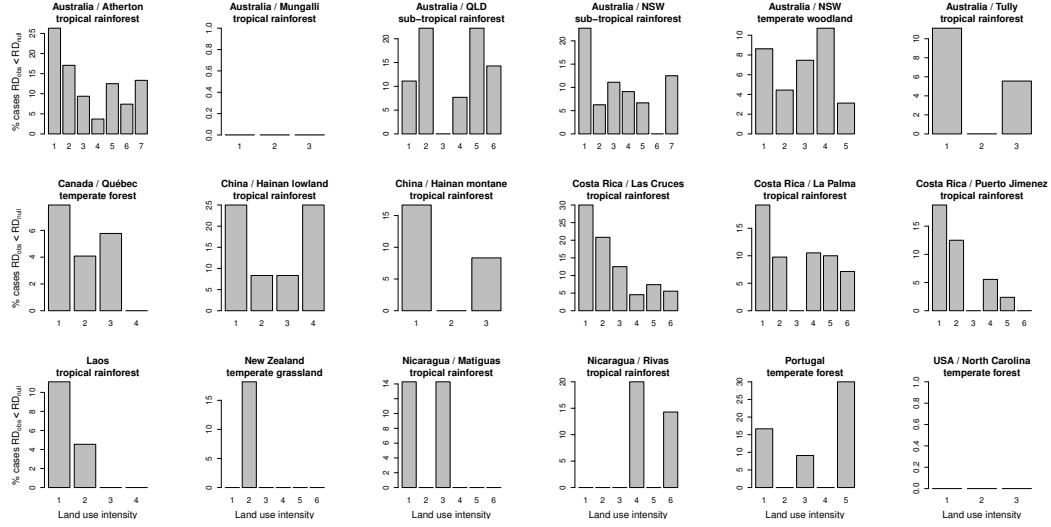 Australia / Atherton
tropical rainforest
% cases RDobs < RDnull
0 5 10 15 20 25
1 2 3 4 5 6 7
Australia / Mungalli
tropical rainforest
0.0 0.2 0.4 0.6 0.8 1.0
1 2 3
Australia / QLD
sub−tropical rainforest
0 5 10 15 20
1 2 3 4 5 6
Australia / NSW
sub−tropical rainforest
0 5 10 15 20
1 2 3 4 5 6 7
Australia / NSW
temperate woodland
0 2 4 6 8 10
1 2 3 4 5
Australia / Tully
tropical rainforest
0 2 4 6 8 10
1 2 3
Canada / Québec
temperate forest
% cases RDobs < RDnull
0 2 4 6
1 2 3 4
China / Hainan lowland
tropical rainforest
0 5 10 15 20 25
1 2 3 4
China / Hainan montane
tropical rainforest
0 5 10 15
1 2 3
Costa Rica / Las Cruces
tropical rainforest
0 5 10 15 20 25 30
1 2 3 4 5 6
Costa Rica / La Palma
tropical rainforest
0 5 10 15
1 2 3 4 5 6
Costa Rica / Puerto Jimenez
tropical rainforest
0 5 10 15
1 2 3 4 5 6
Laos
tropical rainforest
% cases RDobs < RDnull
0 2 4 6 8 10
1 2 3 4
Land use intensity
New Zealand
temperate grassland
0 5 10 15
1 2 3 4 5 6
Land use intensity
Nicaragua / Matiguas
tropical rainforest
0 2 4 6 8 10 12 14
1 2 3 4 5 6
Land use intensity
Nicaragua / Rivas
tropical rainforest
0 5 10 15 20
1 2 3 4 5 6
Land use intensity
Portugal
temperate forest
0 5 10 15 20 25 30
1 2 3 4 5
Land use intensity
USA / North Carolina
temperate forest
0.0 0.2 0.4 0.6 0.8 1.0
1 2 3
Land use intensity